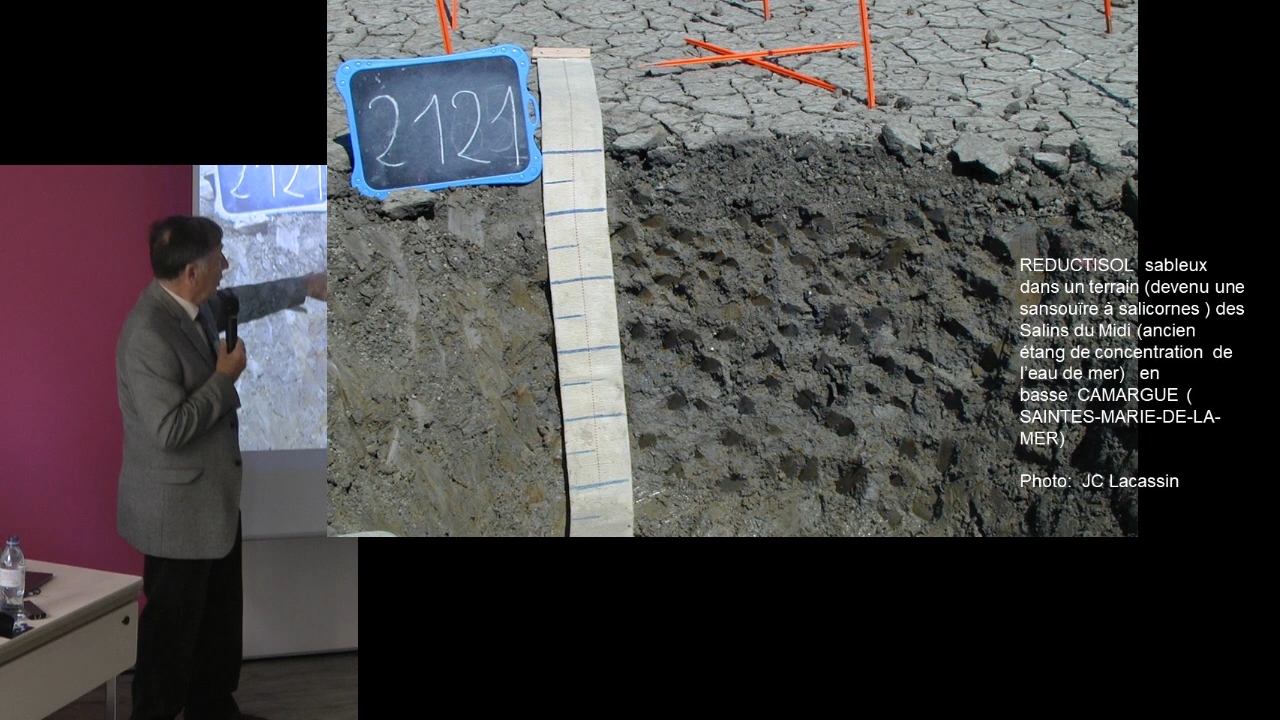 2121
2121
REDUCTISOL sableux
dans un terrain (devenu une
sansouïre à salicornes ) des
Salins du Midi (ancien
étang de concentration de
l'eau de mer) en
basse CAMARGUE (
SAINTES-MARIE-DE-LA-
MER)
Photo: JC Lacassin